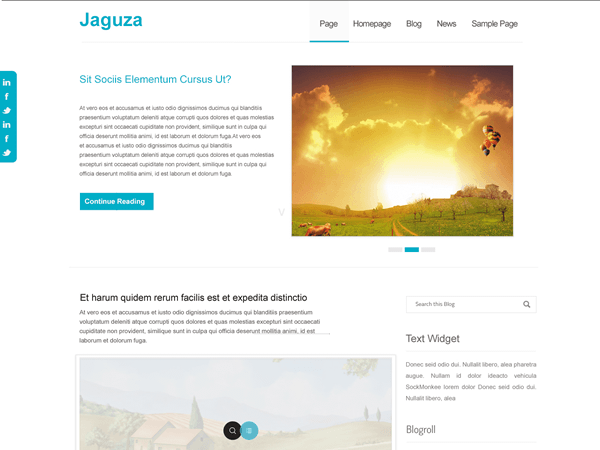 Jaguza
Page Homepage Blog News Sample Page
Sit Sociis Elementum Cursus Ut?
At vero eos et accusamus et iusto odio dignissimos ducimus qui blanditiis
praesentium voluptatum deleniti atque corrupti quos dolores et quas molestias
excepturi sint occaecati cupiditate non provident, similique sunt in culpa qui
officia deserunt mollitia animi, id est laborum et dolorum fuga.At vero eos
et accusamus et iusto odio dignissimos ducimus qui blanditiis
praesentium voluptatum deleniti atque corrupti quos dolores et quas molestias
excepturi sint occaecati cupiditate non provident, similique sunt in culpa qui
officia deserunt mollitia animi, id est laborum et dolorum fuga.
Continue Reading
Et harum quidem rerum facilis est et expedita distinctio
At vero eos et accusamus et iusto odio dignissimos ducimus qui blanditiis praesentium
voluptatum deleniti atque corrupti quos dolores et quas molestias excepturi sint occaecati
cupiditate non provident, similique sunt in culpa qui officia deserunt mollitia animi, id est
laborum et dolorum fuga.
Search this Blog
Text Widget
Donec seid odio dui. Nullalit libero, alea pharetra
augue. Nullam id dolor ideacto vehicula
SockMonkee lorem dolor Donec seid odio dui.
Nullalit libero, alea
Blogroll